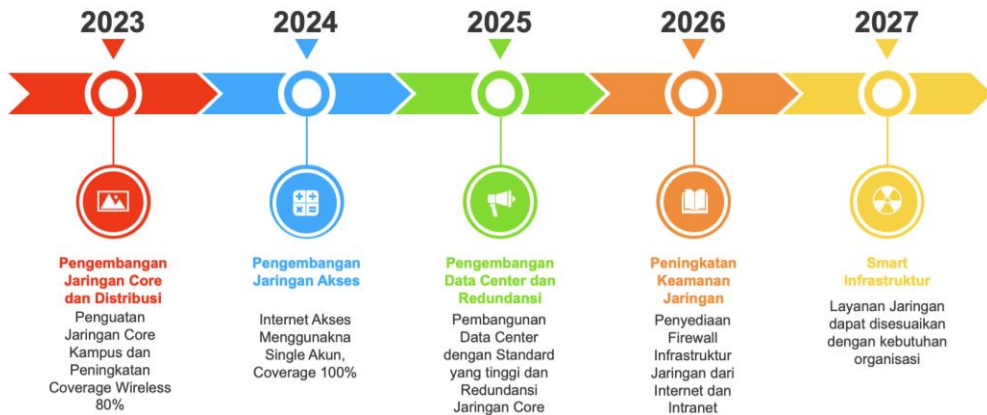 2023
2024
2025
2026
2027
Pengembangan
Jaringan Core
dan Distribusi
Penguatan
Jaringan Core
Kampus dan
Peningkatan
Coverage Wireless
80%
Pengembangan
Jaringan Akses
Internet Akses
Menggunakna
Single Akun,
Coverage 100%
Pengembangan
Data Center dan
Redundansi
Pembangunan
Data Center
dengan Standard
yang tinggi dan
Redundansi
Jaringan Core
Peningkatan
Keamanan
Jaringan
Penyediaan
Firewall
Infrastruktur
Jaringan dari
Internet dan
Intranet
Smart
Infrastruktur
Layanan Jaringan
dapat disesuaikan
dengan kebutuhan
organisasi